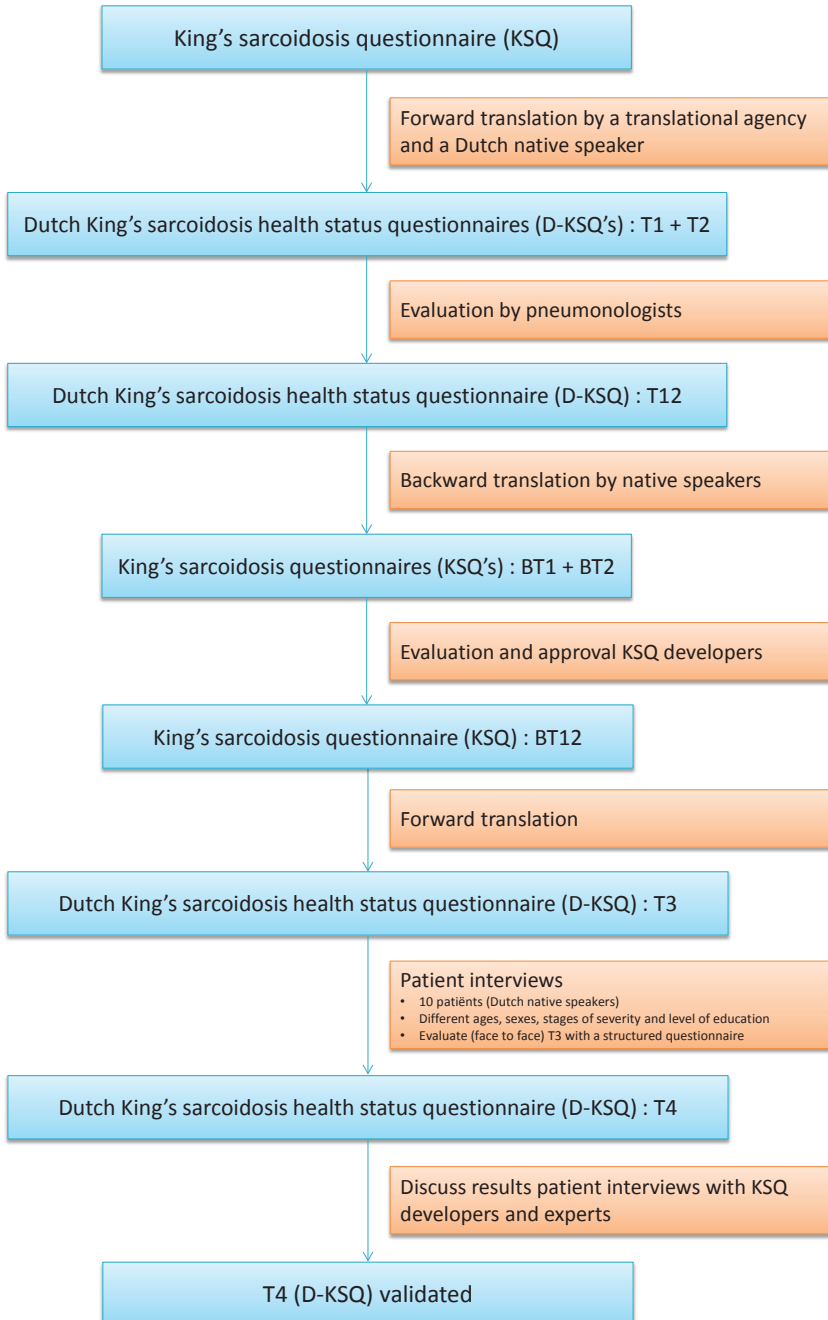 King’s sarcoidosis questionnaire (KSQ)
Forward translation by a translational agency
and a Dutch native speaker
Dutch King’s sarcoidosis health status questionnaires (D-KSQ’s) : T1 + T2
Evaluation by pneumonologists
Dutch King’s sarcoidosis health status questionnaire (D-KSQ) : T12
Backward translation by native speakers
King’s sarcoidosis questionnaires (KSQ’s) : BT1 + BT2
Evaluation and approval KSQ developers
King’s sarcoidosis questionnaire (KSQ) : BT12
Forward translation
Dutch King’s sarcoidosis health status questionnaire (D-KSQ) : T3
Patient interviews
• 10 patiënts (Dutch native speakers)
• Different ages, sexes, stages of severity and level of education
• Evaluate (face to face) T3 with a structured questionnaire
Dutch King’s sarcoidosis health status questionnaire (D-KSQ) : T4
Discuss results patient interviews with KSQ
developers and experts
T4 (D-KSQ) validated